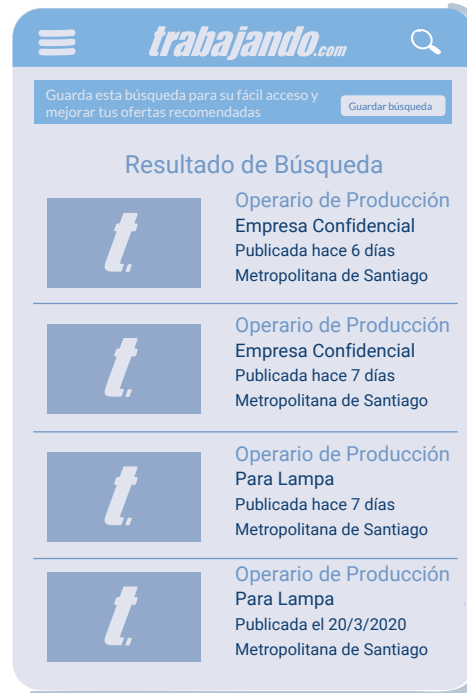 trabajando.com
Guarda esta búsqueda para su fácil acceso y
mejorar tus ofertas recomendadas
Guardar búsqueda
Resultado de Búsqueda
t.
Operario de Producción
Empresa Confidencial
Publicada hace 6 días
Metropolitana de Santiago
t.
Operario de Producción
Empresa Confidencial
Publicada hace 7 días
Metropolitana de Santiago
t.
Operario de Producción
Para Lampa
Publicada hace 7 días
Metropolitana de Santiago
t.
Operario de Producción
Para Lampa
Publicada el 20/3/2020
Metropolitana de Santiago